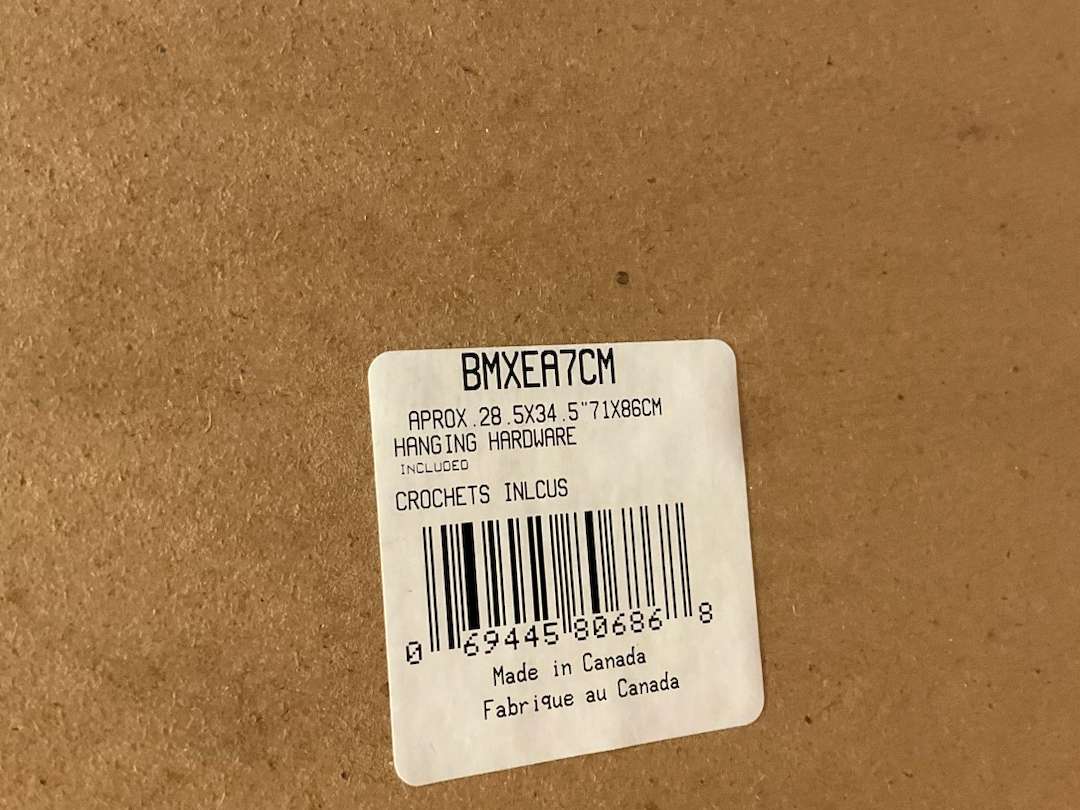 BMXEA7CM
APROX.28.5X34.5"71X86CM
HANGING HARDWARE
INCLUDED
CROCHETS INLCUS
0 69445 80686 8
Made in Canada
Fabrique au Canada